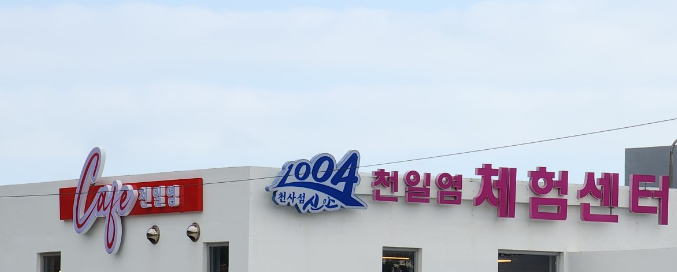 Cafe 천일염
1004
천사섬 신안
천일염 체험센터